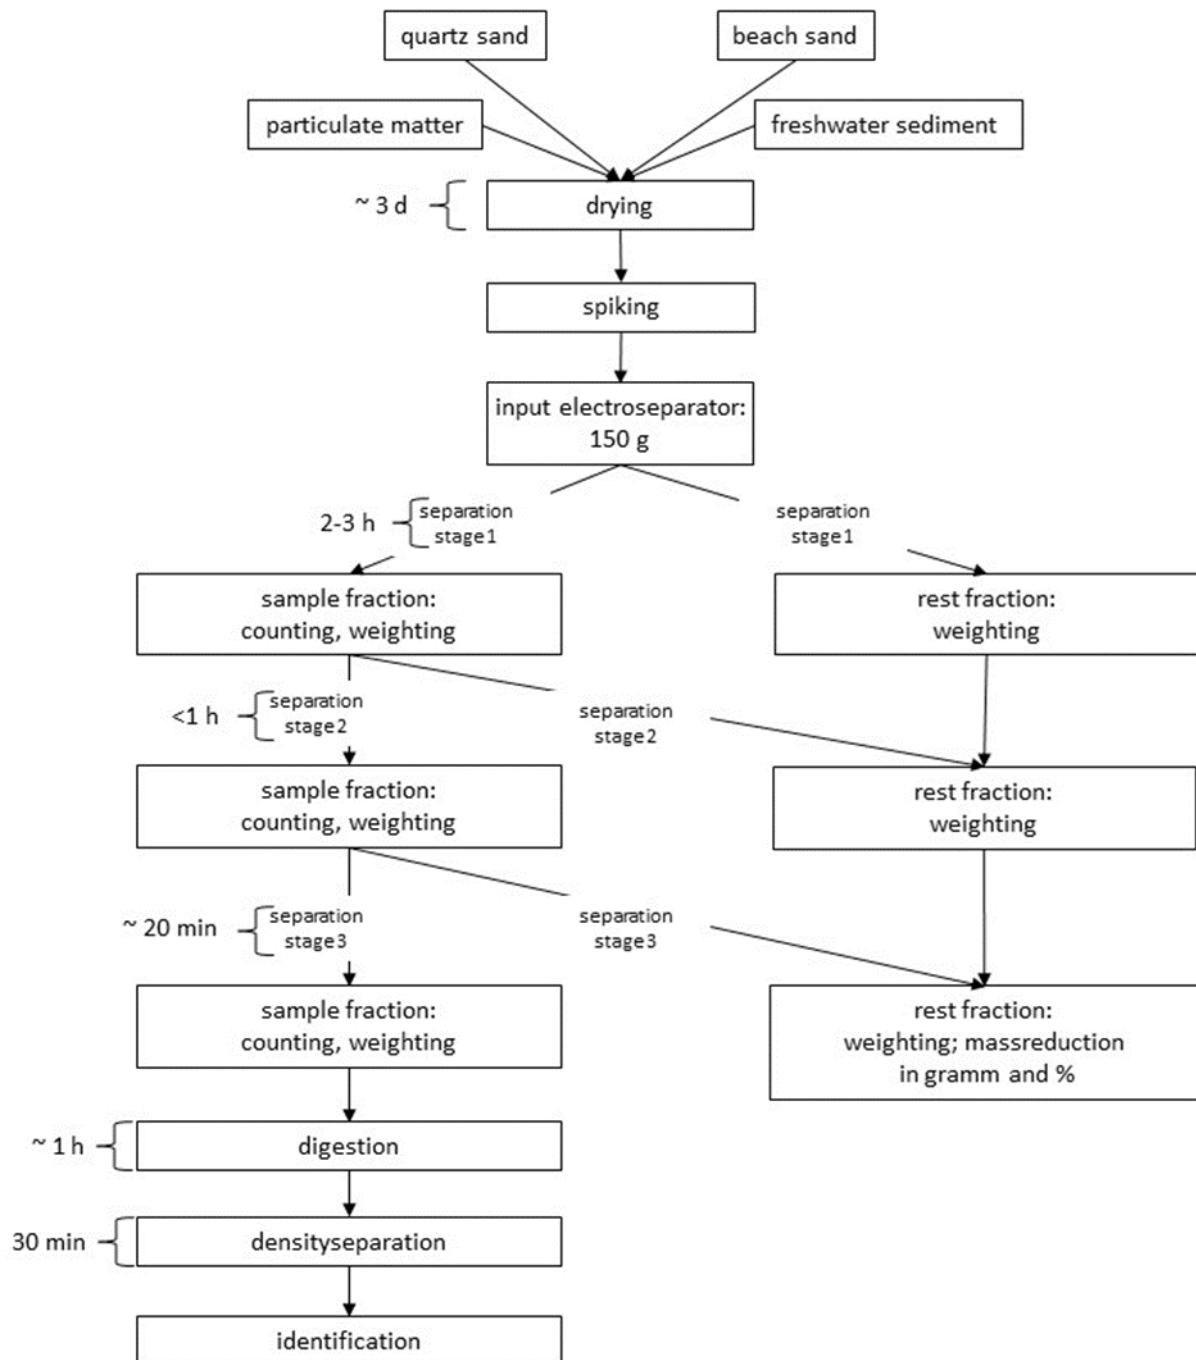 quartz sand
beach sand
particulate matter
freshwater sediment
~ 3 d
drying
spiking
input electroseparator:
150 g
2-3 h
separation
stage1
separation
stage1
sample fraction:
counting, weighting
rest fraction:
weighting
<1 h
separation
stage2
separation
stage2
sample fraction:
counting, weighting
rest fraction:
weighting
~ 20 min
separation
stage3
separation
stage3
sample fraction:
counting, weighting
rest fraction:
weighting; massreduction
in gramm and %
~ 1 h
digestion
30 min
densityseparation
identification